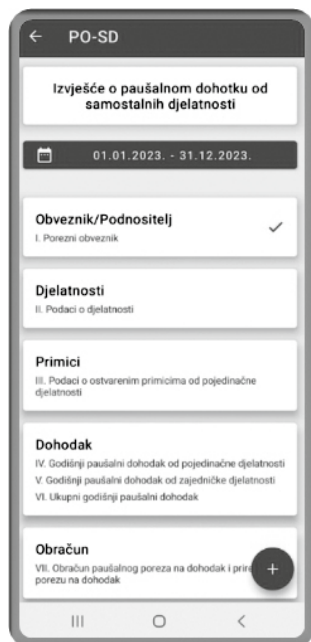 PO-SD
Izvješće o paušalnom dohotku od
samostalnih djelatnosti
01.01.2023. - 31.12.2023.
Obveznik/Podnositelj
I. Porezni obveznik
Djelatnosti
II. Podaci o djelatnosti
Primici
III. Podaci o ostvarenim primicima od pojedinačne
djelatnosti
Dohodak
IV. Godišnji paušalni dohodak od pojedinačne djelatnosti
V. Godišnji paušalni dohodak od zajedničke djelatnosti
VI. Ukupni godišnji paušalni dohodak
Obračun
VII. Obračun paušalnog poreza na dohodak i
porezu na dohodak